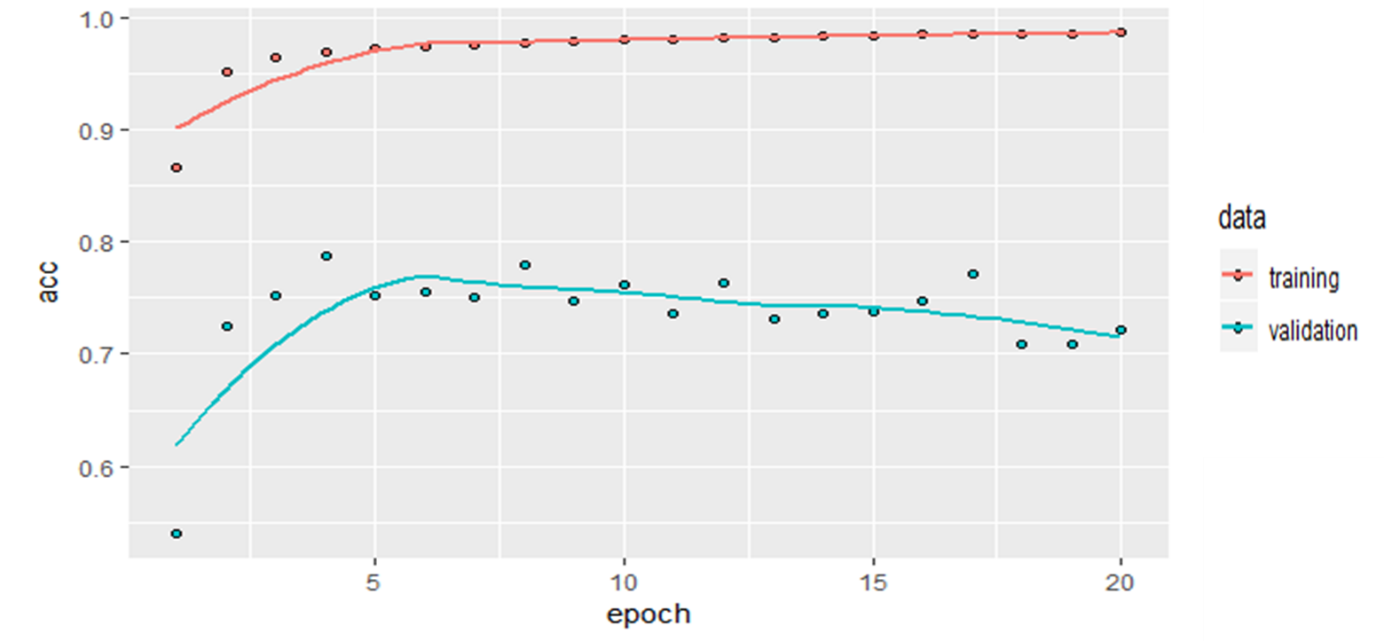 1.0
0.9
0.8
0.7
0.6
acc
5 10 15 20
epoch
data
training
validation